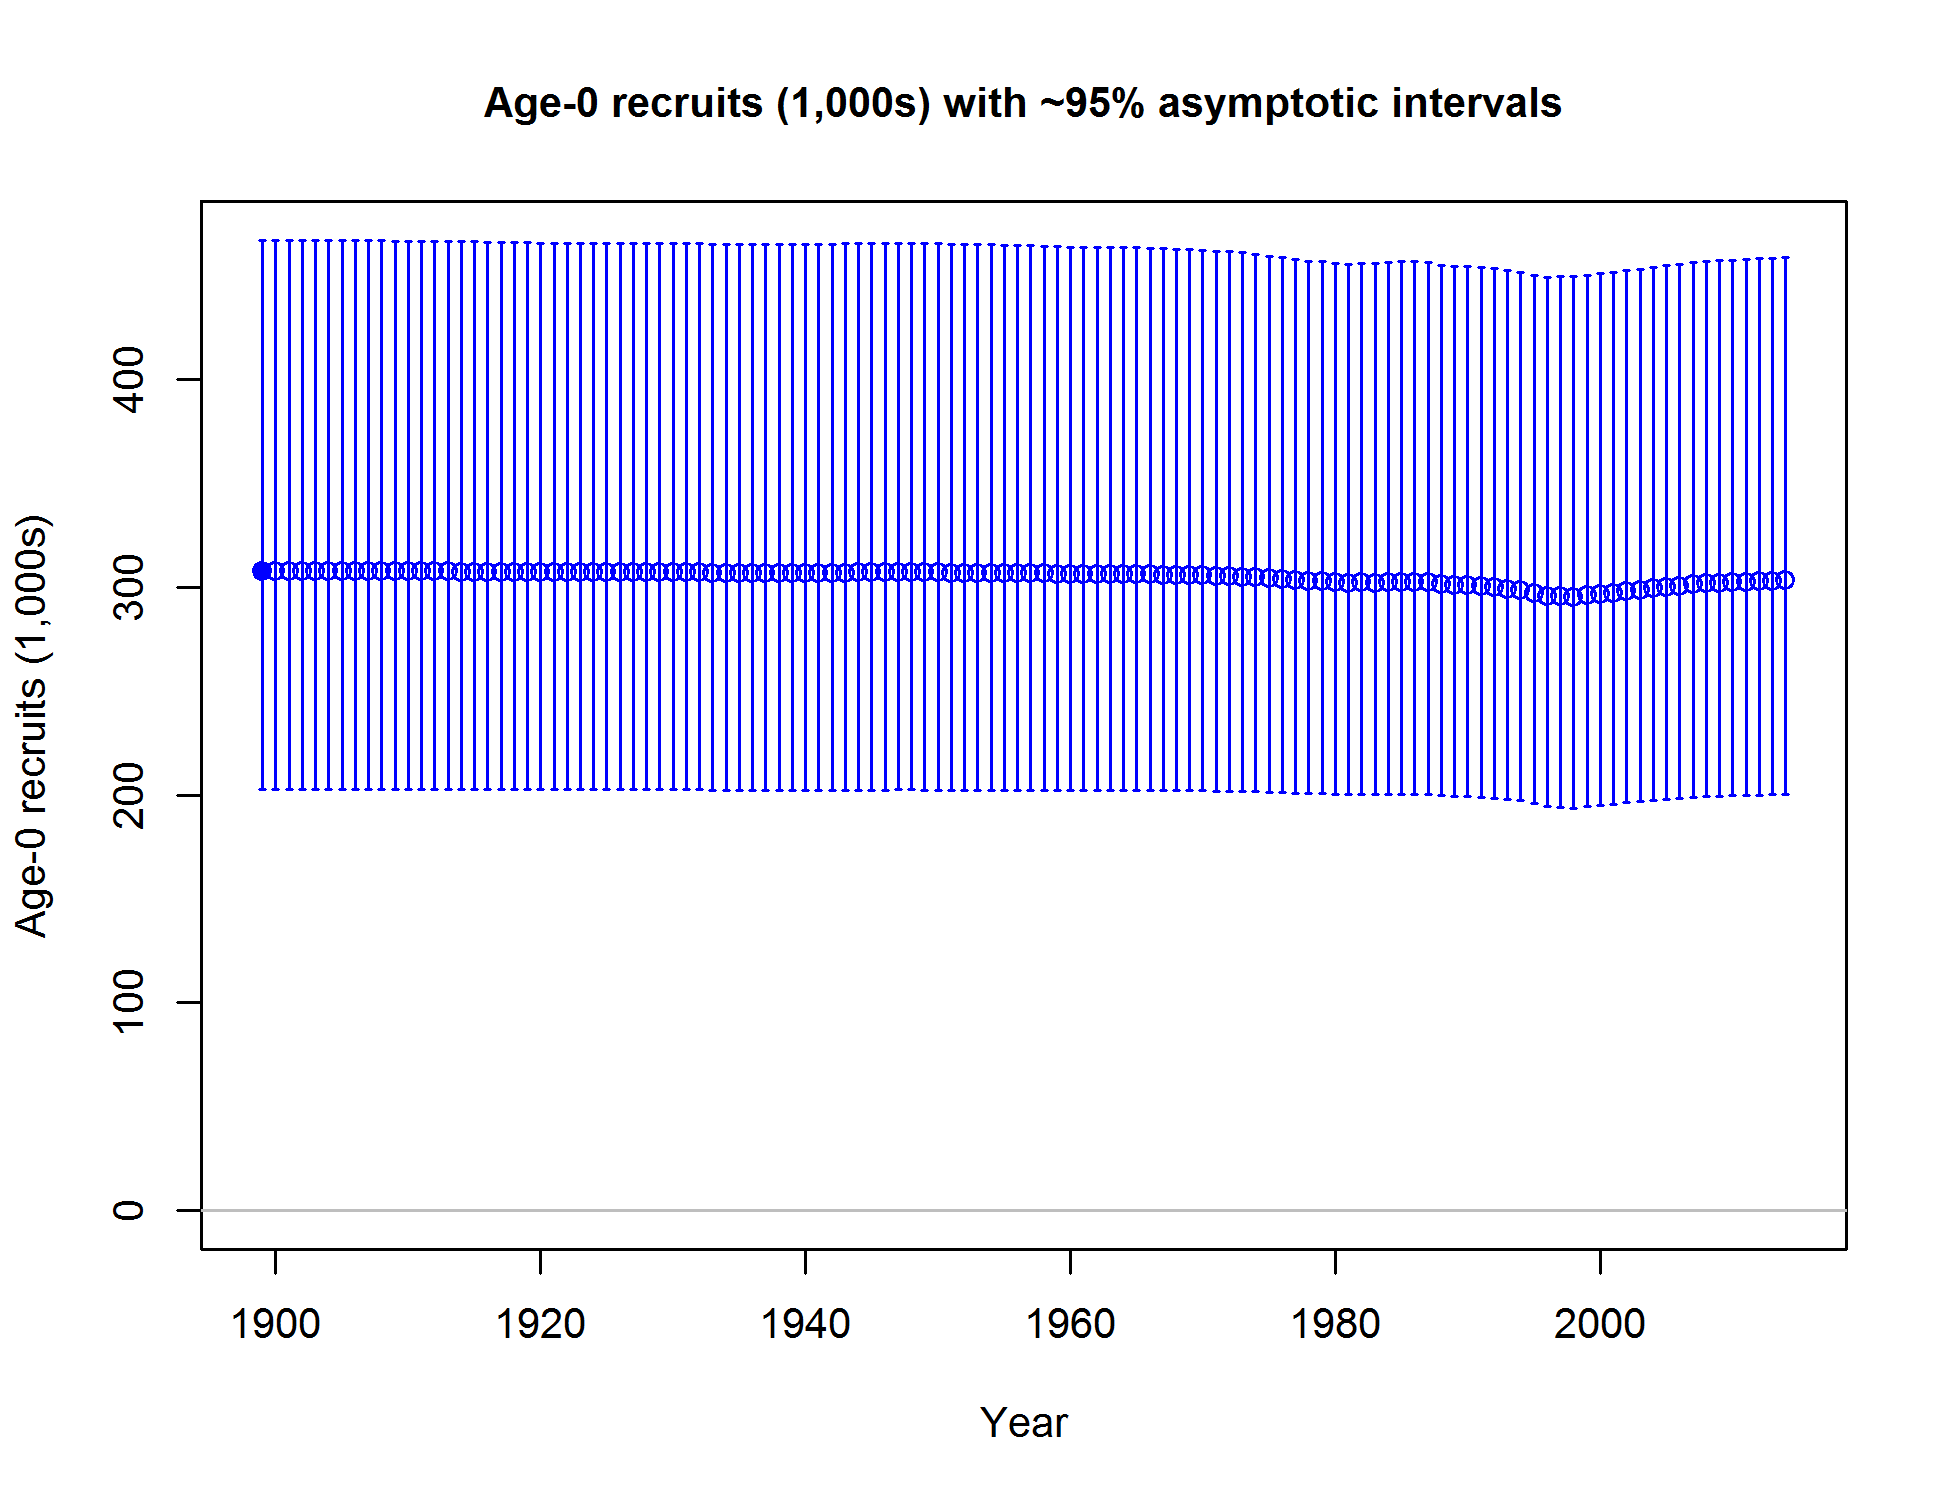 Age-0 recruits (1,000s) with ~95% asymptotic intervals
Age-0 recruits (1,000s)
400
300
200
100
0
1900 1920 1940 1960 1980 2000
Year